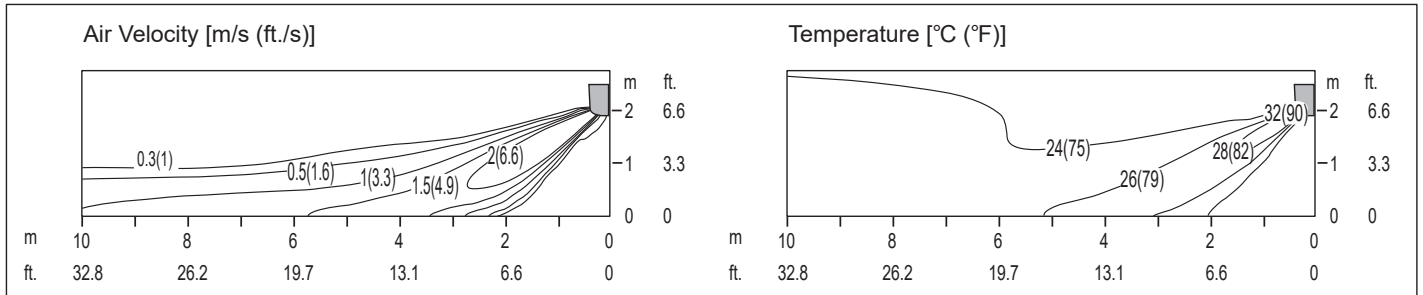 Air Velocity [m/s (ft./s)]
m ft.
2 6.6
1 3.3
0 0
0.3(1)
0.5(1.6)
1(3.3)
1.5(4.9)
2(6.6)
m 10 8 6 4 2 0
ft. 32.8 26.2 19.7 13.1 6.6 0
Temperature [℃ (℉)]
m ft.
2 6.6
1 3.3
0 0
32(90)
28(82)
24(75)
26(79)
m 10 8 6 4 2 0
ft. 32.8 26.2 19.7 13.1 6.6 0